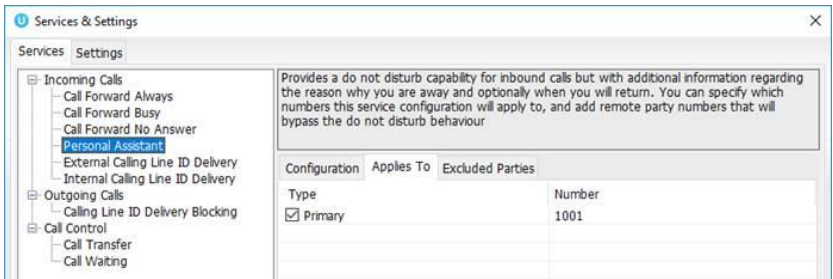 Services & Settings
Services Settings
Incoming Calls
Call Forward Always
Call Forward Busy
Call Forward No Answer
Personal Assistant
External Calling Line ID Delivery
Internal Calling Line ID Delivery
Outgoing Calls
Calling Line ID Delivery Blocking
Call Control
Call Transfer
Call Waiting
Provides a do not disturb capability for inbound calls but with additional information regarding
the reason why you are away and optionally when you will return. You can specify which
numbers this service configuration will apply to, and add remote party numbers that will
bypass the do not disturb behaviour
Configuration Applies To Excluded Parties
Type Number
Primary 1001